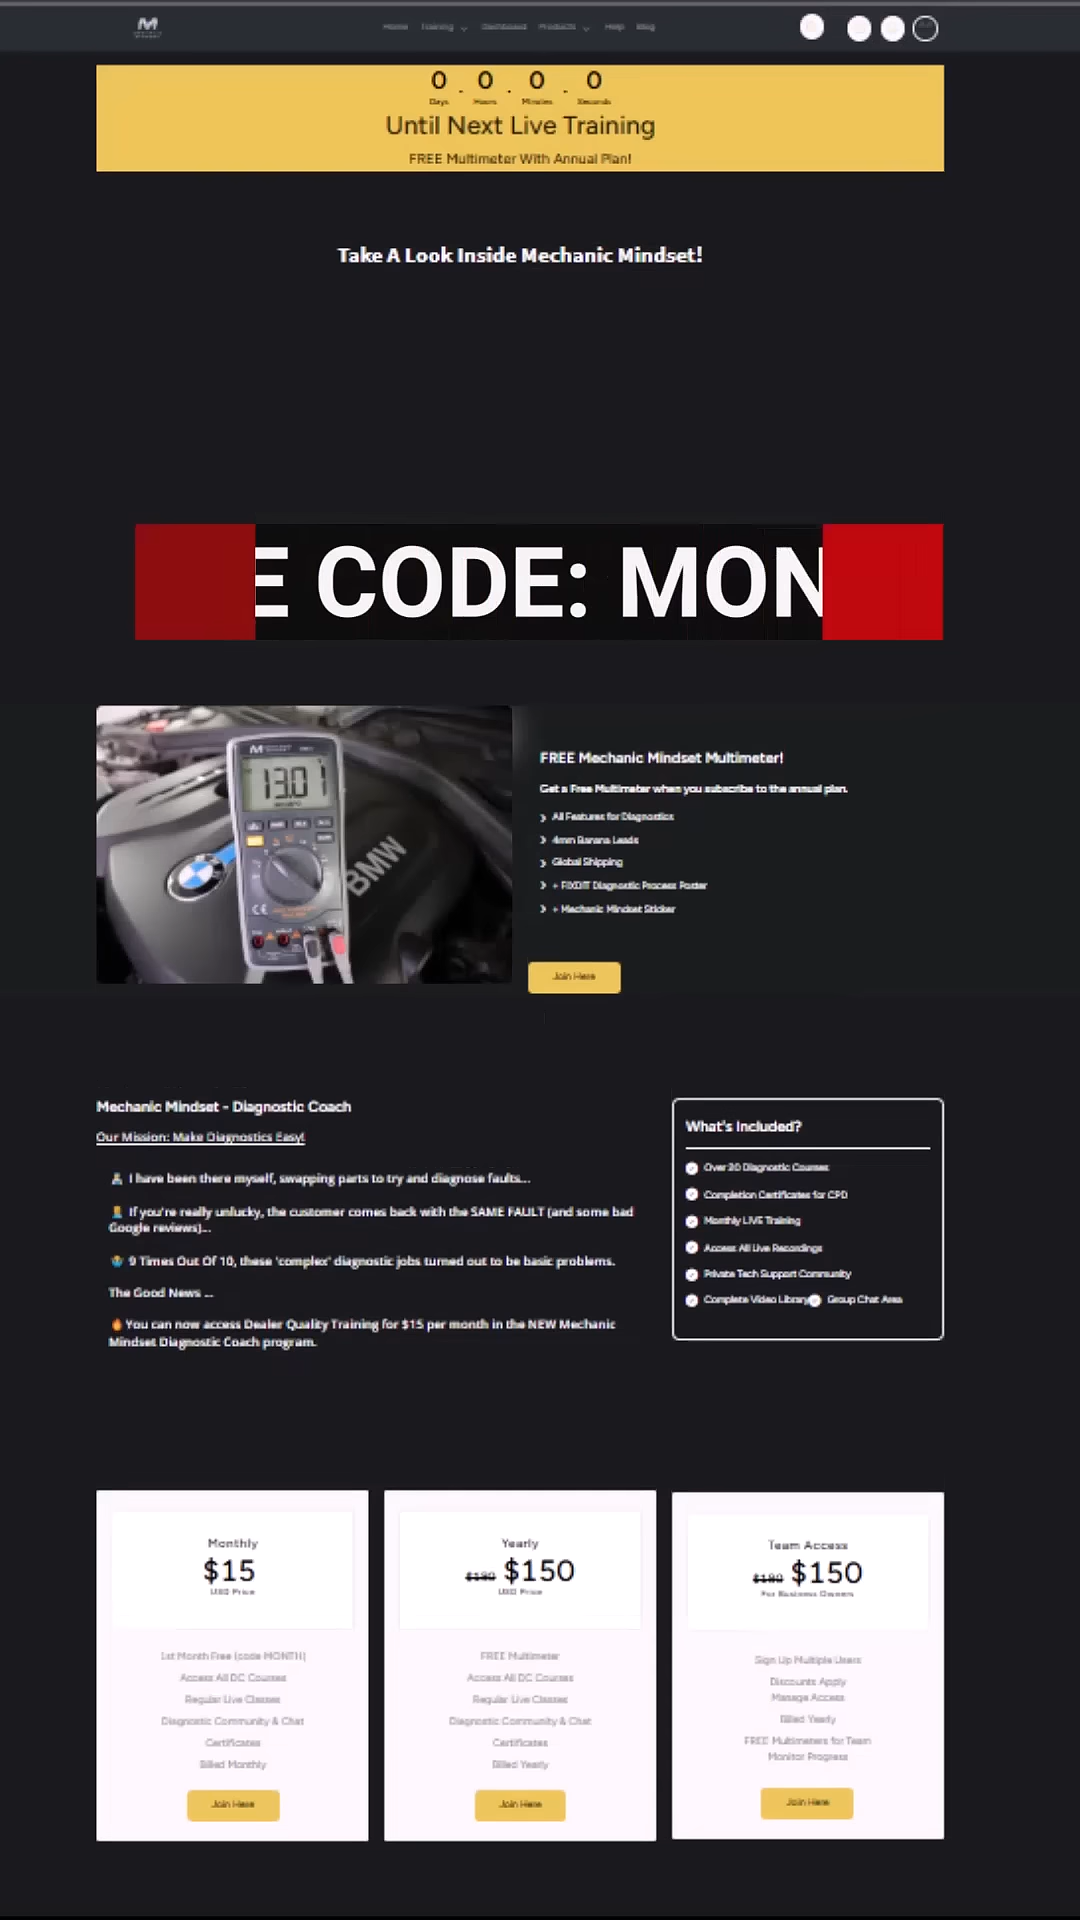 Home Training Dashboard Products Help Blog
0 . 0 . 0 . 0
Days Hours Minutes Seconds
Until Next Live Training
FREE Multimeter With Annual Plan!
Take A Look Inside Mechanic Mindset!
E CODE: MON
13.01
BMW
FREE Mechanic Mindset Multimeter!
Get a Free Multimeter when you subscribe to the annual plan.
All Features for Diagnostics
4mm Banana Leads
Global Shipping
+ FIXDIT Diagnostic Process Poster
+ Mechanic Mindset Sticker
Join Here
Mechanic Mindset - Diagnostic Coach
Our Mission: Make Diagnostics Easy!
I have been there myself, swapping parts to try and diagnose faults...
If you're really unlucky, the customer comes back with the SAME FAULT (and some bad
Google reviews)...
9 Times Out Of 10, these 'complex' diagnostic jobs turned out to be basic problems.
The Good News ...
🔥You can now access Dealer Quality Training for $15 per month in the NEW Mechanic
Mindset Diagnostic Coach program.
What's Included?
Over 20 Diagnostic Courses
Completion Certificates for CPD
Monthly LIVE Training
Access All Live Recordings
Private Tech Support Community
Complete Video Library Group Chat Area
Monthly
$15
USD Price
1st Month Free (code MONTH)
Access All DC Courses
Regular Live Classes
Diagnostic Community & Chat
Certificates
Billed Monthly
Join Here
Yearly
$180 $150
USD Price
FREE Multimeter
Access All DC Courses
Regular Live Classes
Diagnostic Community & Chat
Certificates
Billed Yearly
Join Here
Team Access
$180 $150
For Business Owners
Sign Up Multiple Users
Discounts Apply
Manage Access
Billed Yearly
FREE Multimeters for Team
Monitor Progress
Join Here